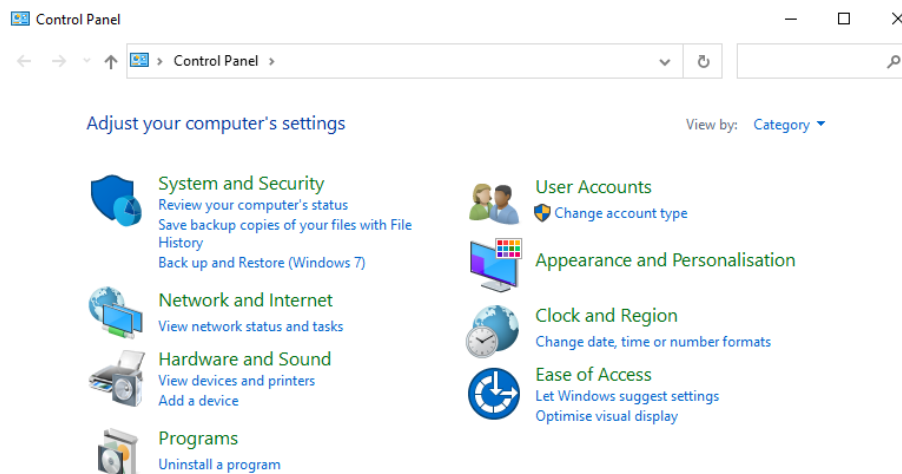 Control Panel
Control Panel
Adjust your computer's settings
View by: Category
System and Security
Review your computer's status
Save backup copies of your files with File
History
Back up and Restore (Windows 7)
Network and Internet
View network status and tasks
Hardware and Sound
View devices and printers
Add a device
Programs
Uninstall a program
User Accounts
Change account type
Appearance and Personalisation
Clock and Region
Change date, time or number formats
Ease of Access
Let Windows suggest settings
Optimise visual display